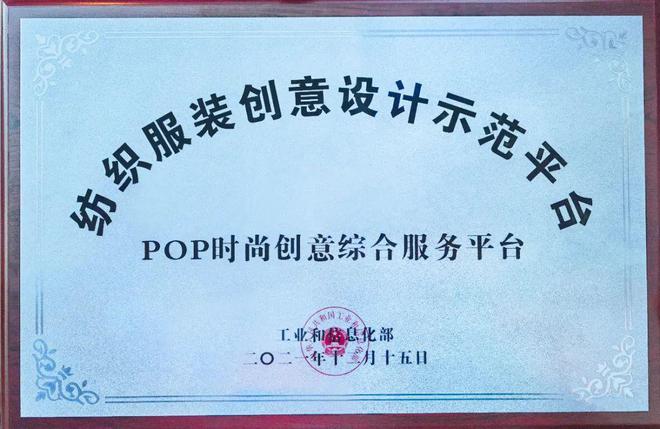 纺织服装创意设计示范平台
POP时尚创意综合服务平台
工业和信息化部
二〇二一年十二月十五日